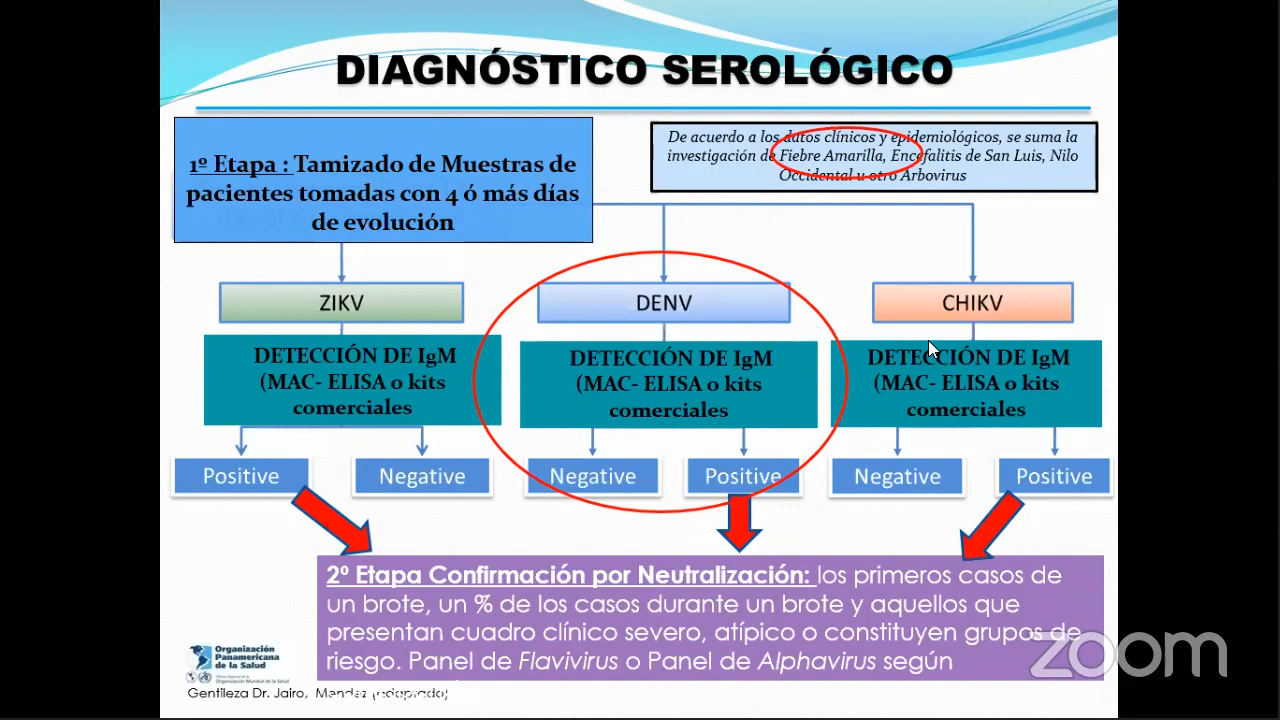 DIAGNÓSTICO SEROLÓGICO
1º Etapa : Tamizado de Muestras de
pacientes tomadas con 4 ó más días
de evolución
De acuerdo a los datos clínicos y epidemiológicos, se suma la
investigación de Fiebre Amarilla, Encefalitis de San Luis, Nilo
Occidental u otro Arbovirus
ZIKV
DENV
CHIKV
DETECCIÓN DE IgM
(MAC- ELISA o kits
comerciales
DETECCIÓN DE IgM
(MAC- ELISA o kits
comerciales
DETECCIÓN DE IgM
(MAC- ELISA o kits
comerciales
Positive
Negative
Negative
Positive
Negative
Positive
2º Etapa Confirmación por Neutralización: los primeros casos de
un brote, un % de los casos durante un brote y aquellos que
presentan cuadro clínico severo, atípico o constituyen grupos de
riesgo. Panel de Flavivirus o Panel de Alphavirus según
Organización
Panamericana
de la Salud
Organización Mundial de la Salud
Gentileza Dr. Jairo, Mendez (adaptado)
zoom